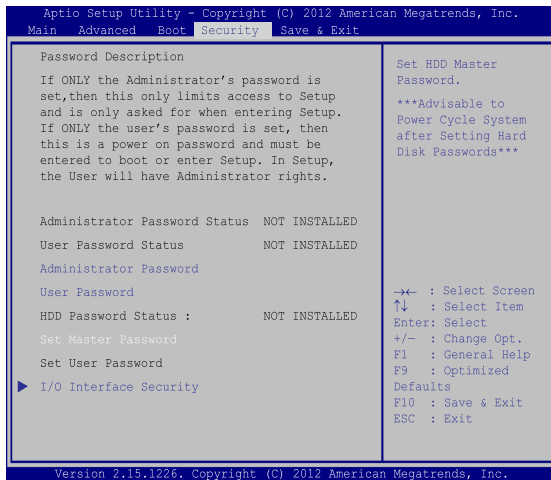 Aptio Setup Utility - Copyright (C) 2012 American Megatrends, Inc.
Main Advanced Boot Security Save & Exit
Password Description
If ONLY the Administrator's password is
set,then this only limits access to Setup
and is only asked for when entering Setup.
If ONLY the user's password is set, then
this is a power on password and must be
entered to boot or enter Setup. In Setup,
the User will have Administrator rights.
Administrator Password Status NOT INSTALLED
User Password Status NOT INSTALLED
Administrator Password
User Password
HDD Password Status : NOT INSTALLED
Set Master Password
Set User Password
▶ I/O Interface Security
Set HDD Master
Password.
***Advisable to
Power Cycle System
after Setting Hard
Disk Passwords***
→← : Select Screen
↑↓ : Select Item
Enter: Select
+/— : Change Opt.
F1 : General Help
F9 : Optimized
Defaults
F10 : Save & Exit
ESC : Exit
Version 2.15.1226. Copyright (C) 2012 American Megatrends, Inc.